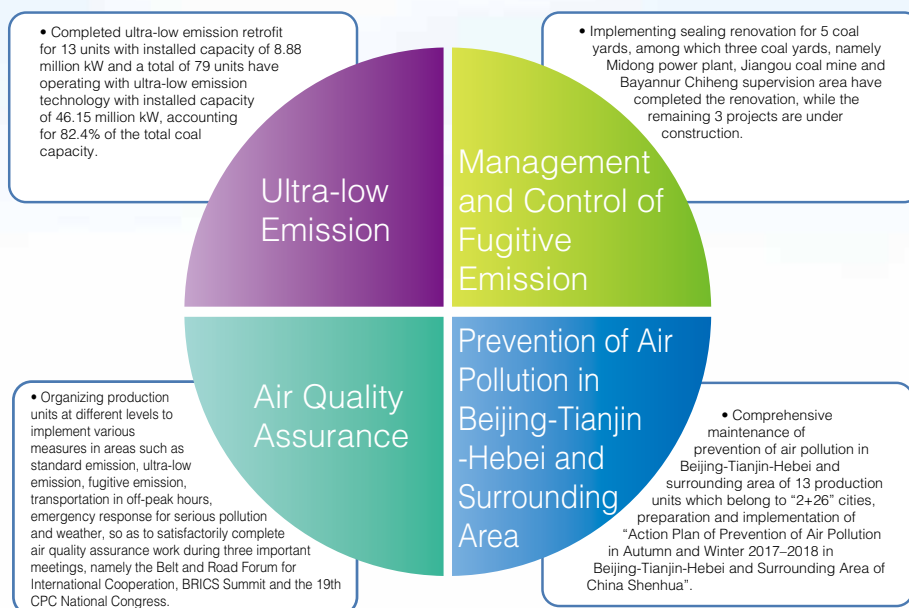 • Completed ultra-low emission retrofit
for 13 units with installed capacity of 8.88
million kW and a total of 79 units have
operating with ultra-low emission
technology with installed capacity
of 46.15 million kW, accounting
for 82.4% of the total coal
capacity.
• Implementing sealing renovation for 5 coal
yards, among which three coal yards, namely
Midong power plant, Jiangou coal mine and
Bayannur Chiheng supervision area have
completed the renovation, while the
remaining 3 projects are under
construction.
Ultra-low
Emission
Management
and Control of
Fugitive
Emission
Air Quality
Assurance
Prevention of Air
Pollution in
Beijing-Tianjin
-Hebei and
Surrounding
Area
• Organizing production
units at different levels to
implement various
measures in areas such as
standard emission, ultra-low
emission, fugitive emission,
transportation in off-peak hours,
emergency response for serious pollution
and weather, so as to satisfactorily complete
air quality assurance work during three important
meetings, namely the Belt and Road Forum for
International Cooperation, BRICS Summit and the 19th
CPC National Congress.
• Comprehensive
maintenance of
prevention of air pollution in
Beijing-Tianjin-Hebei and
surrounding area of 13 production
units which belong to “2+26” cities,
preparation and implementation of
“Action Plan of Prevention of Air Pollution
in Autumn and Winter 2017–2018 in
Beijing-Tianjin-Hebei and Surrounding Area of
China Shenhua”.